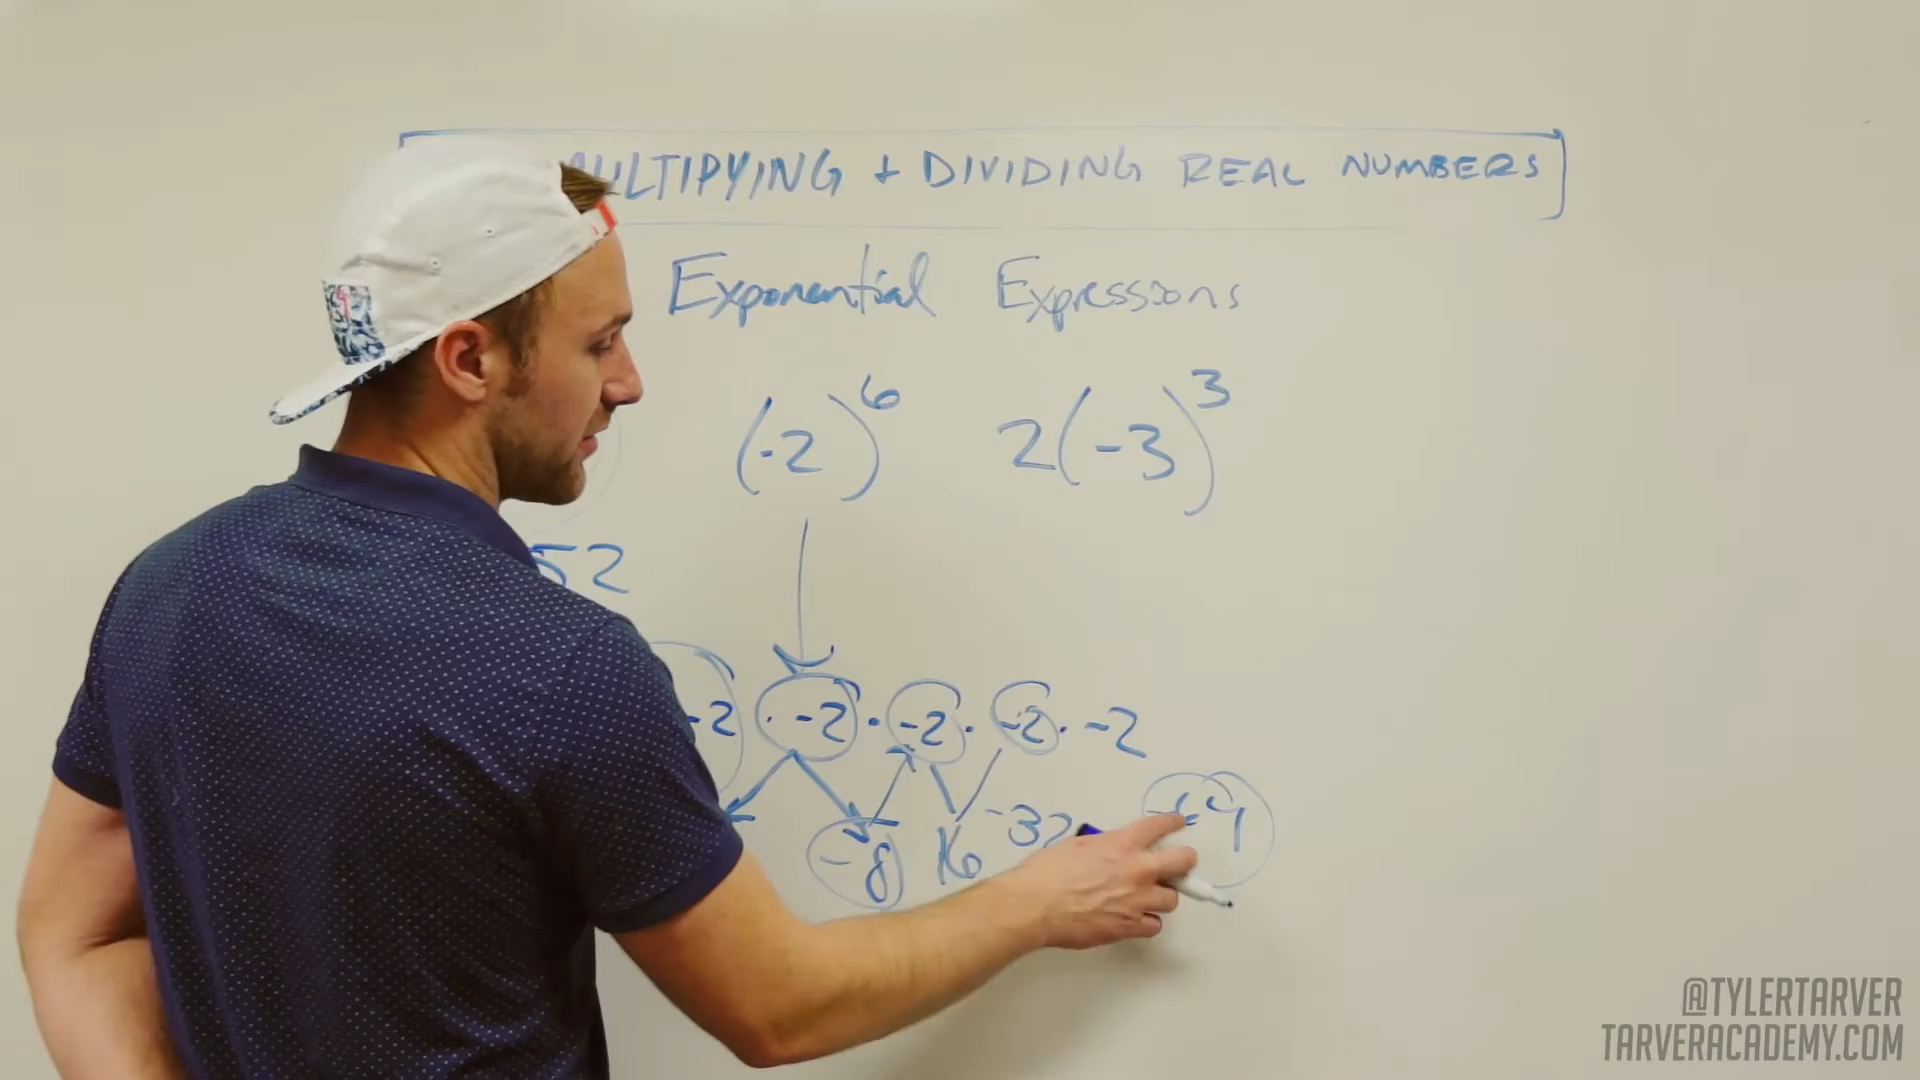 MULTIPYING + DIVIDING REAL NUMBERS
Exponential Expressions
(-2)^6 2(-3)^3
52
-2 · -2 · -2 · -2 · -2
-8 16 -32 64
@TYLERTARVER
TARVERACADEMY.COM